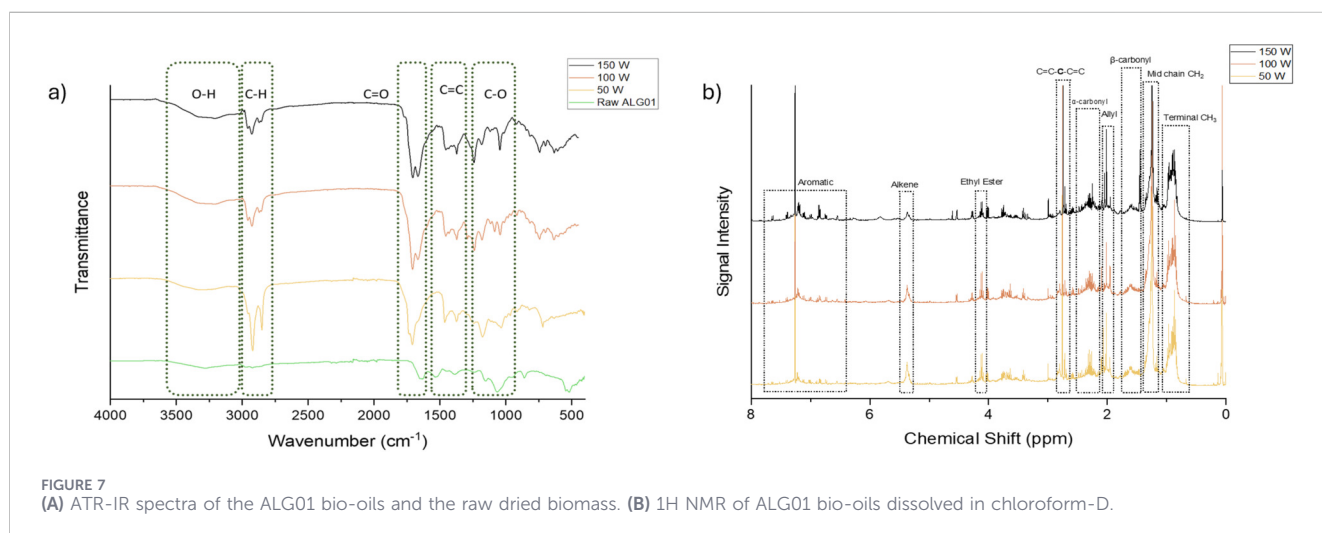 a)
150 W
100 W
50 W
Raw ALG01
O-H
C-H
C=O
C=C
C-O
Transmittance
4000
3500
3000
2500
2000
1500
1000
500
Wavenumber (cm⁻¹)
b)
150 W
100 W
50 W
C=C-C-C=C
α-carbonyl
Allyl
β-carbonyl
Mid chain CH₂
Terminal CH₃
Aromatic
Alkene
Ethyl Ester
Signal Intensity
8
6
4
2
0
Chemical Shift (ppm)
FIGURE 7
(A) ATR-IR spectra of the ALG01 bio-oils and the raw dried biomass. (B) 1H NMR of ALG01 bio-oils dissolved in chloroform-D.